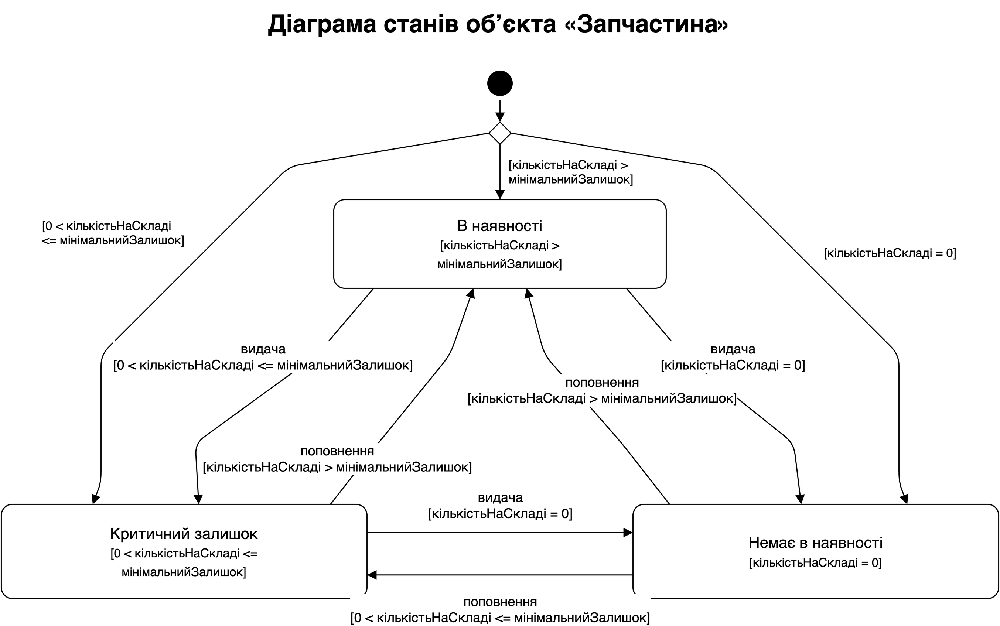 Діаграма станів об’єкта «Запчастина»
[кількістьНаСкладі >
мінімальнийЗалишок]
[0 < кількістьНаСкладі
<= мінімальнийЗалишок]
В наявності
[кількістьНаСкладі >
мінімальнийЗалишок]
[кількістьНаСкладі = 0]
видача
[0 < кількістьНаСкладі <= мінімальнийЗалишок]
видача
[кількістьНаСкладі = 0]
поповнення
[кількістьНаСкладі > мінімальнийЗалишок]
поповнення
[кількістьНаСкладі > мінімальнийЗалишок]
видача
[кількістьНаСкладі = 0]
Критичний залишок
[0 < кількістьНаСкладі <=
мінімальнийЗалишок]
Немає в наявності
[кількістьНаСкладі = 0]
поповнення
[0 < кількістьНаСкладі <= мінімальнийЗалишок]